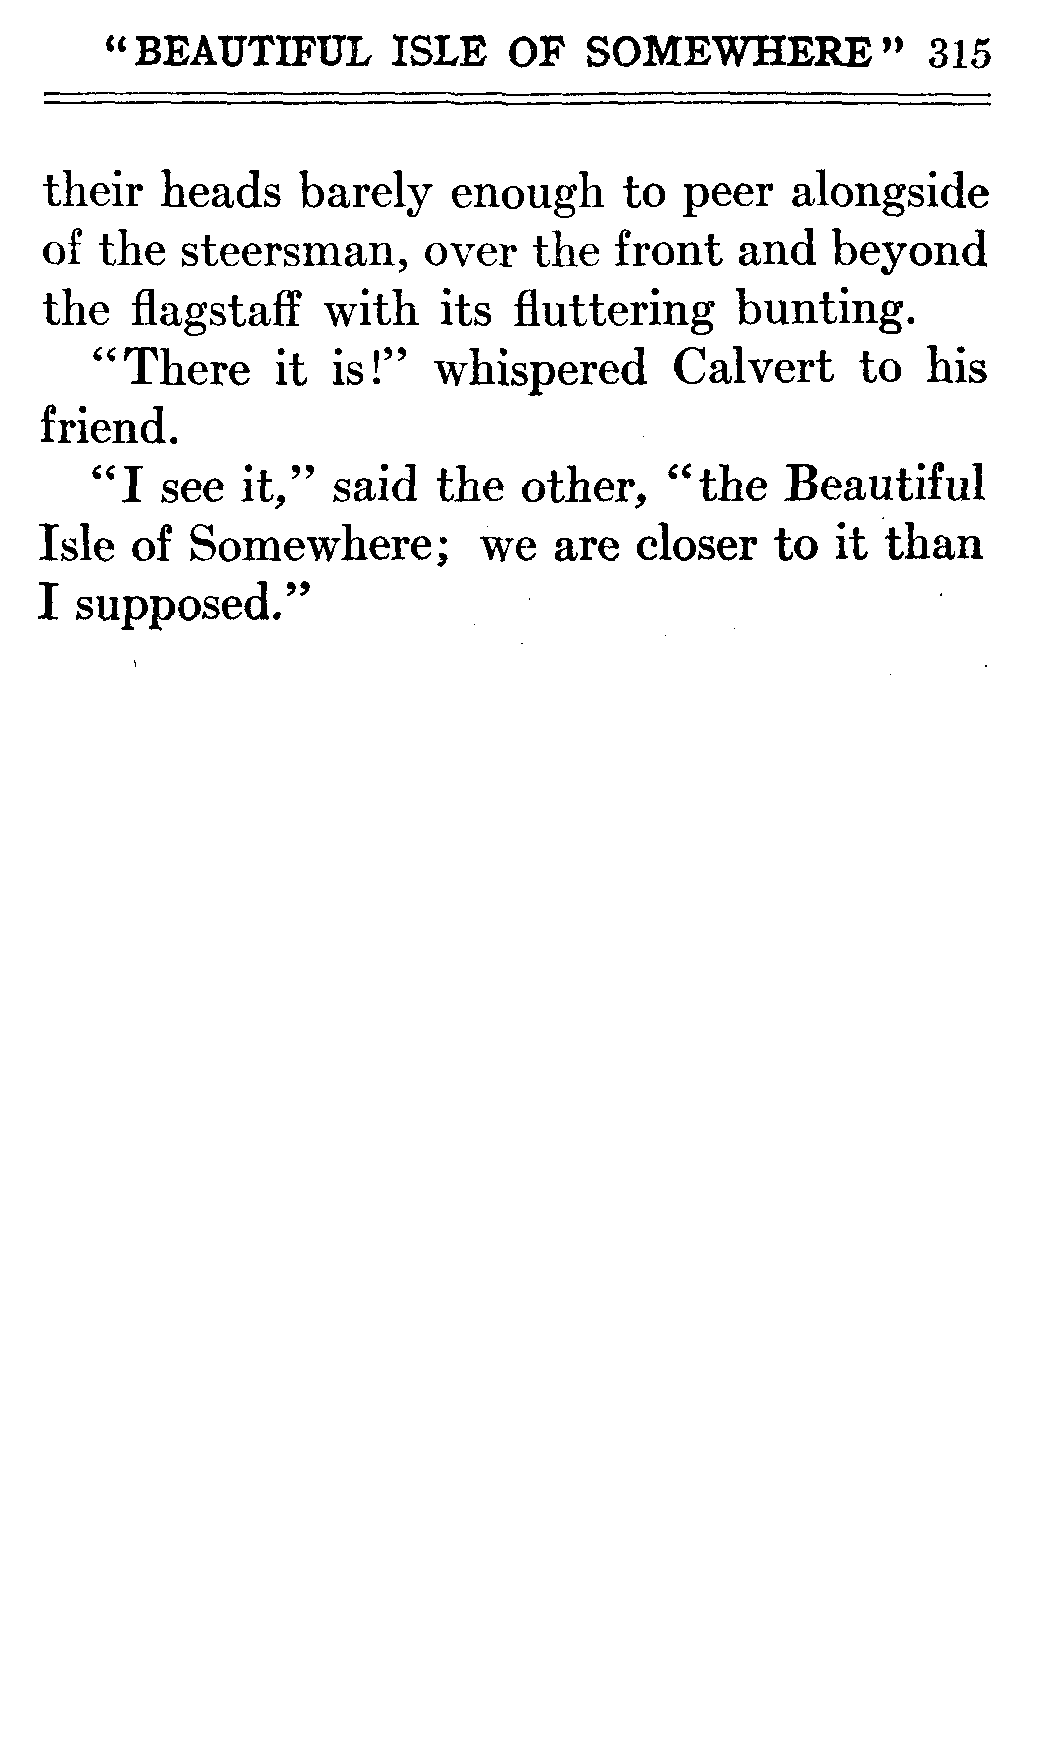 "BEAUTIFUL ISLE OF SOMEWHERE" 315
their heads barely enough to peer alongside
of the steersman, over the front and beyond
the flagstaff with its fluttering bunting.
"There it is!" whispered Calvert to his
friend.
"I see it," said the other, "the Beautiful
Isle of Somewhere; we are closer to it than
I supposed."